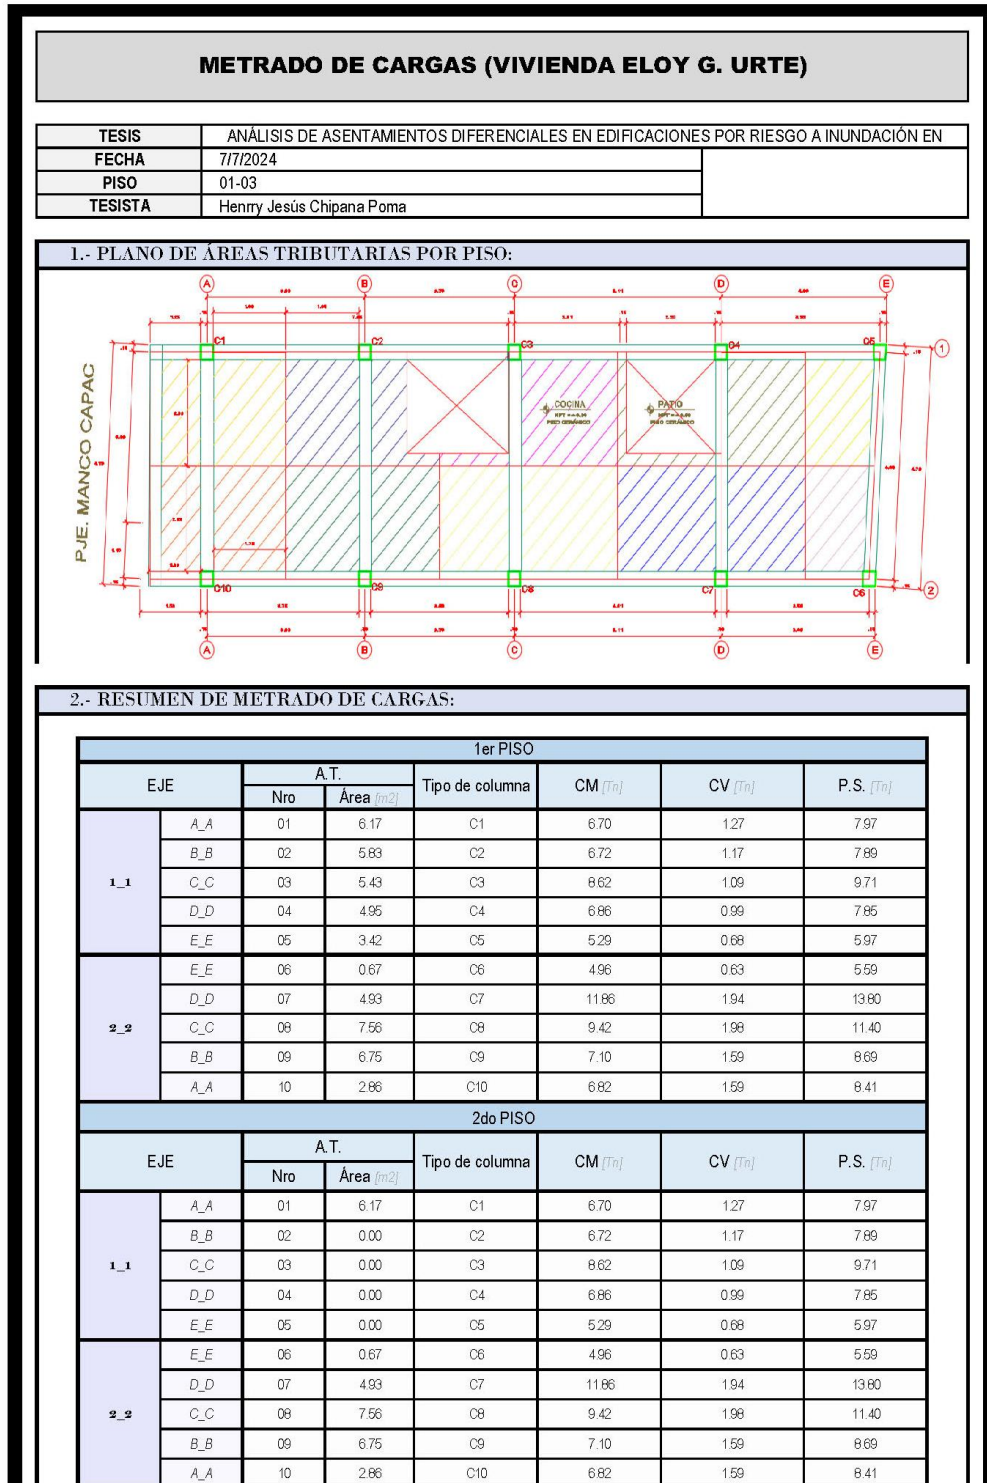 METRADO DE CARGAS (VIVIENDA ELOY G. URTE)
TESIS ANÁLISIS DE ASENTAMIENTOS DIFERENCIALES EN EDIFICACIONES POR RIESGO A INUNDACIÓN EN
FECHA 7/7/2024
PISO 01-03
TESISTA Henrry Jesús Chipana Poma
1.- PLANO DE ÁREAS TRIBUTARIAS POR PISO:
A B C D E
C1 C2 C3 C4 C5
1
PJE. MANCO CAPAC
COCINA PATIO
C10 C9 C8 C7 C6
2
A B C D E
2.- RESUMEN DE METRADO DE CARGAS:
1er PISO
EJE A.T. Tipo de columna CM [Tn] CV [Tn] P.S. [Tn]
Nro Área [m2]
A_A 01 6.17 C1 6.70 1.27 7.97
B_B 02 5.83 C2 6.72 1.17 7.89
1_1 C_C 03 5.43 C3 8.62 1.09 9.71
D_D 04 4.95 C4 6.86 0.99 7.85
E_E 05 3.42 C5 5.29 0.68 5.97
E_E 06 0.67 C6 4.96 0.63 5.59
D_D 07 4.93 C7 11.86 1.94 13.80
2_2 C_C 08 7.56 C8 9.42 1.98 11.40
B_B 09 6.75 C9 7.10 1.59 8.69
A_A 10 2.86 C10 6.82 1.59 8.41
2do PISO
EJE A.T. Tipo de columna CM [Tn] CV [Tn] P.S. [Tn]
Nro Área [m2]
A_A 01 6.17 C1 6.70 1.27 7.97
B_B 02 0.00 C2 6.72 1.17 7.89
1_1 C_C 03 0.00 C3 8.62 1.09 9.71
D_D 04 0.00 C4 6.86 0.99 7.85
E_E 05 0.00 C5 5.29 0.68 5.97
E_E 06 0.67 C6 4.96 0.63 5.59
D_D 07 4.93 C7 11.86 1.94 13.80
2_2 C_C 08 7.56 C8 9.42 1.98 11.40
B_B 09 6.75 C9 7.10 1.59 8.69
A_A 10 2.86 C10 6.82 1.59 8.41